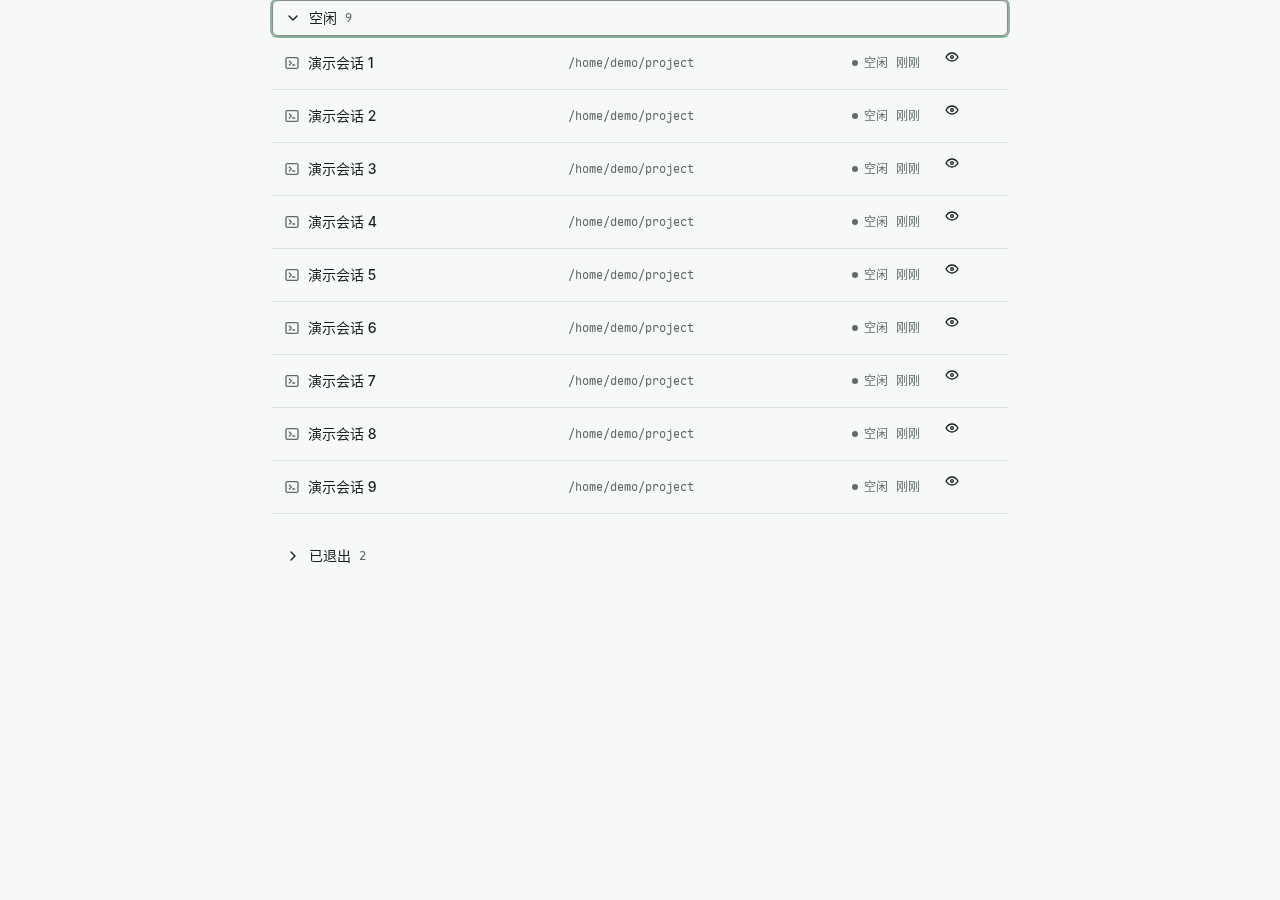 空闲 9
演示会话 1 /home/demo/project 空闲 刚刚
演示会话 2 /home/demo/project 空闲 刚刚
演示会话 3 /home/demo/project 空闲 刚刚
演示会话 4 /home/demo/project 空闲 刚刚
演示会话 5 /home/demo/project 空闲 刚刚
演示会话 6 /home/demo/project 空闲 刚刚
演示会话 7 /home/demo/project 空闲 刚刚
演示会话 8 /home/demo/project 空闲 刚刚
演示会话 9 /home/demo/project 空闲 刚刚
已退出 2